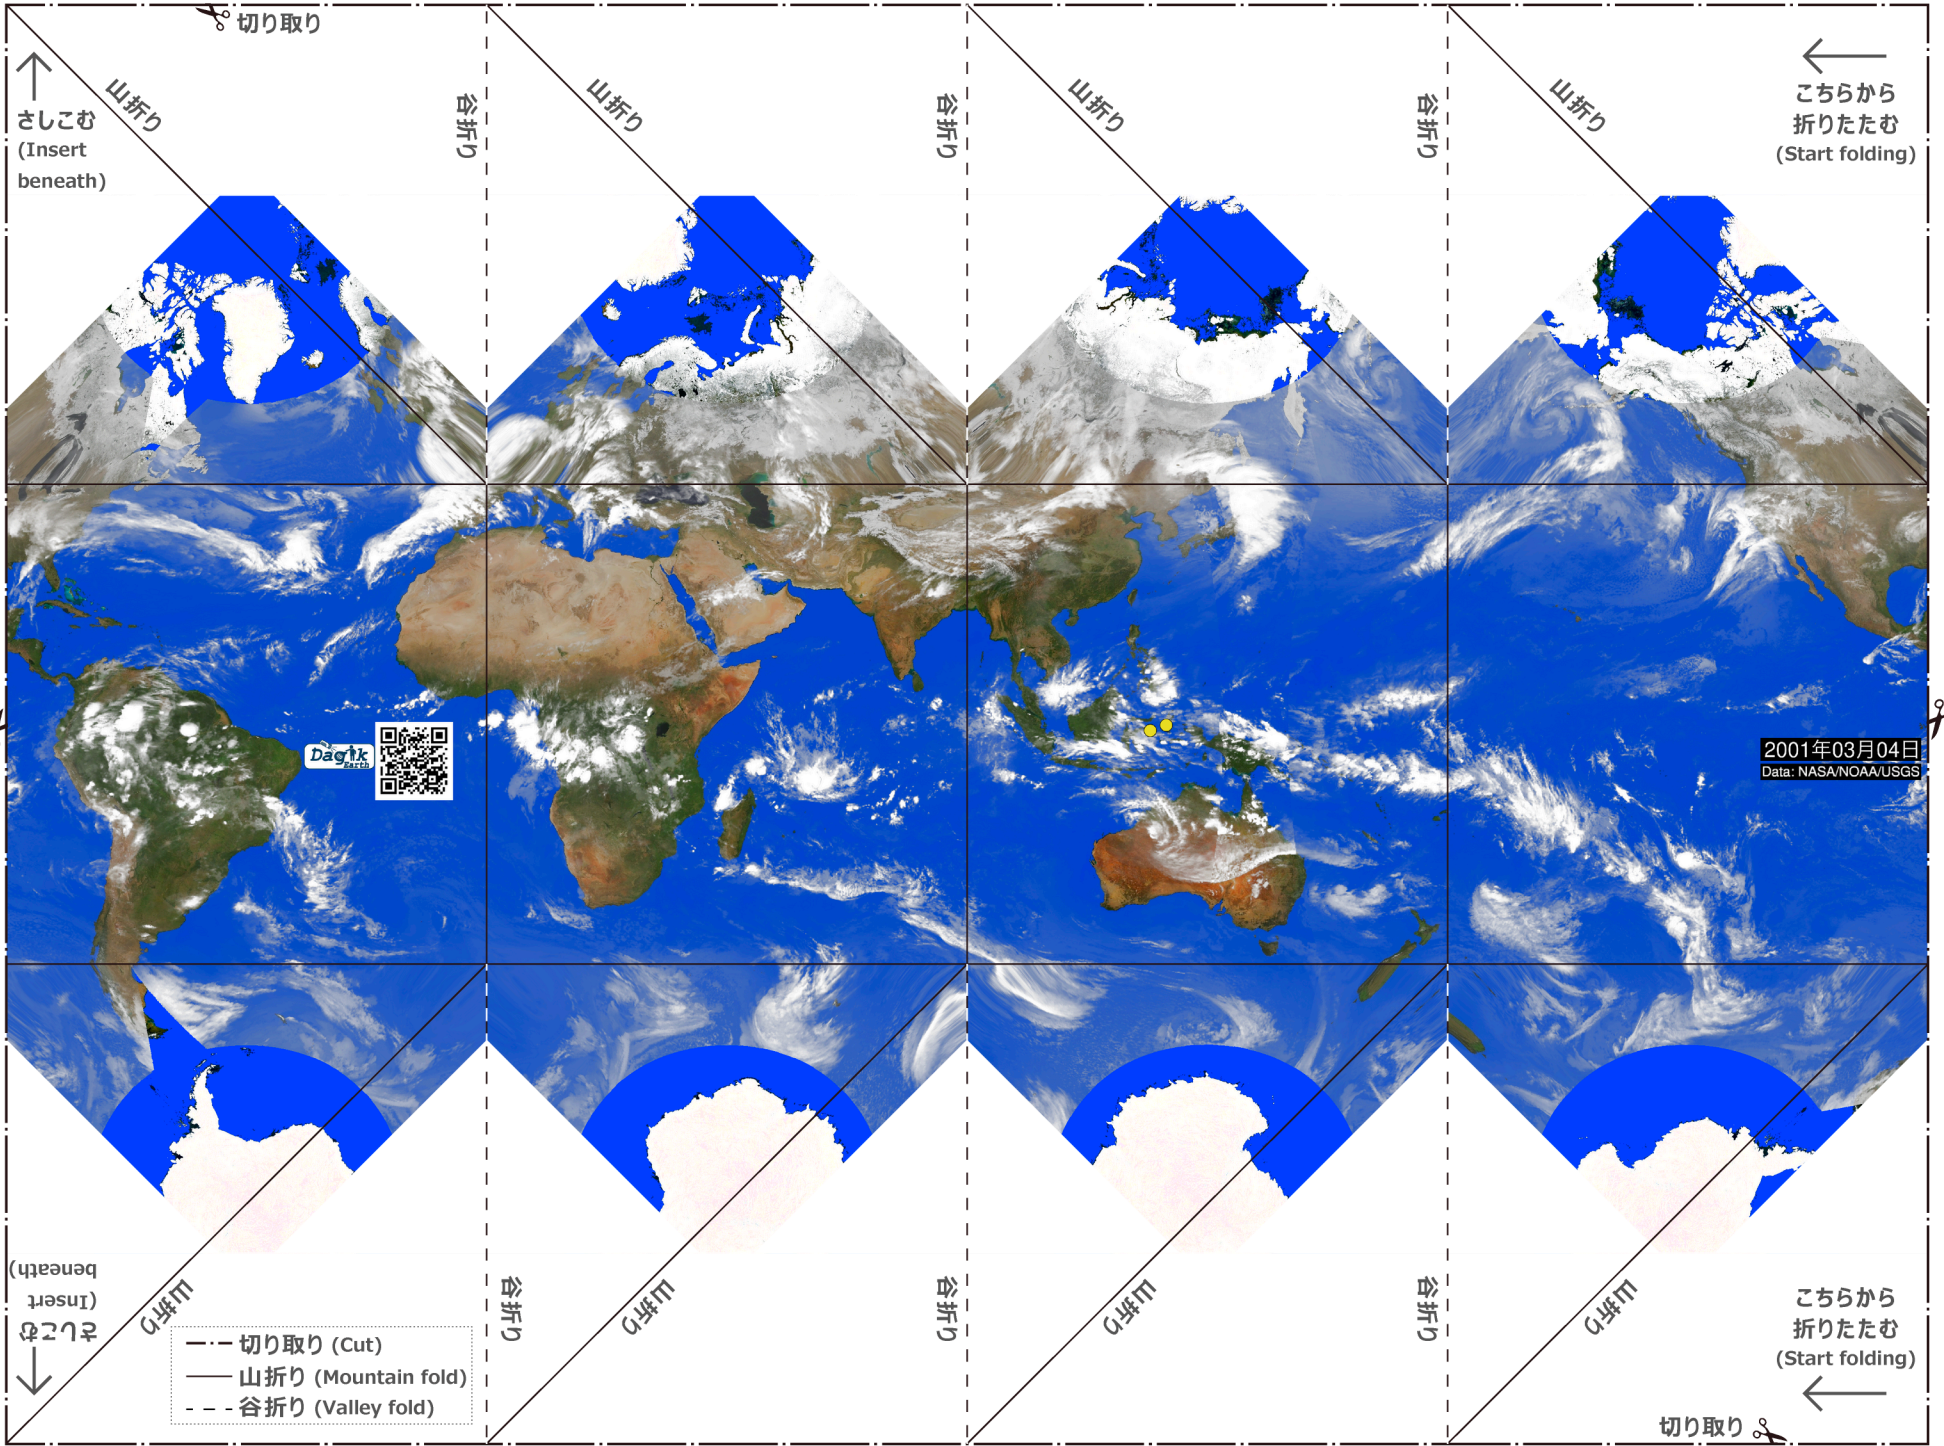 切り取り
さしこむ
(Insert
beneath)
山折り
谷折り
山折り
谷折り
山折り
谷折り
山折り
こちらから
折りたたむ
(Start folding)
Dagik
Earth
2001年03月04日
Data: NASA/NOAA/USGS
さしこむ
(Insert
beneath)
山折り
谷折り
山折り
谷折り
山折り
谷折り
山折り
こちらから
折りたたむ
(Start folding)
切り取り (Cut)
山折り (Mountain fold)
谷折り (Valley fold)
切り取り